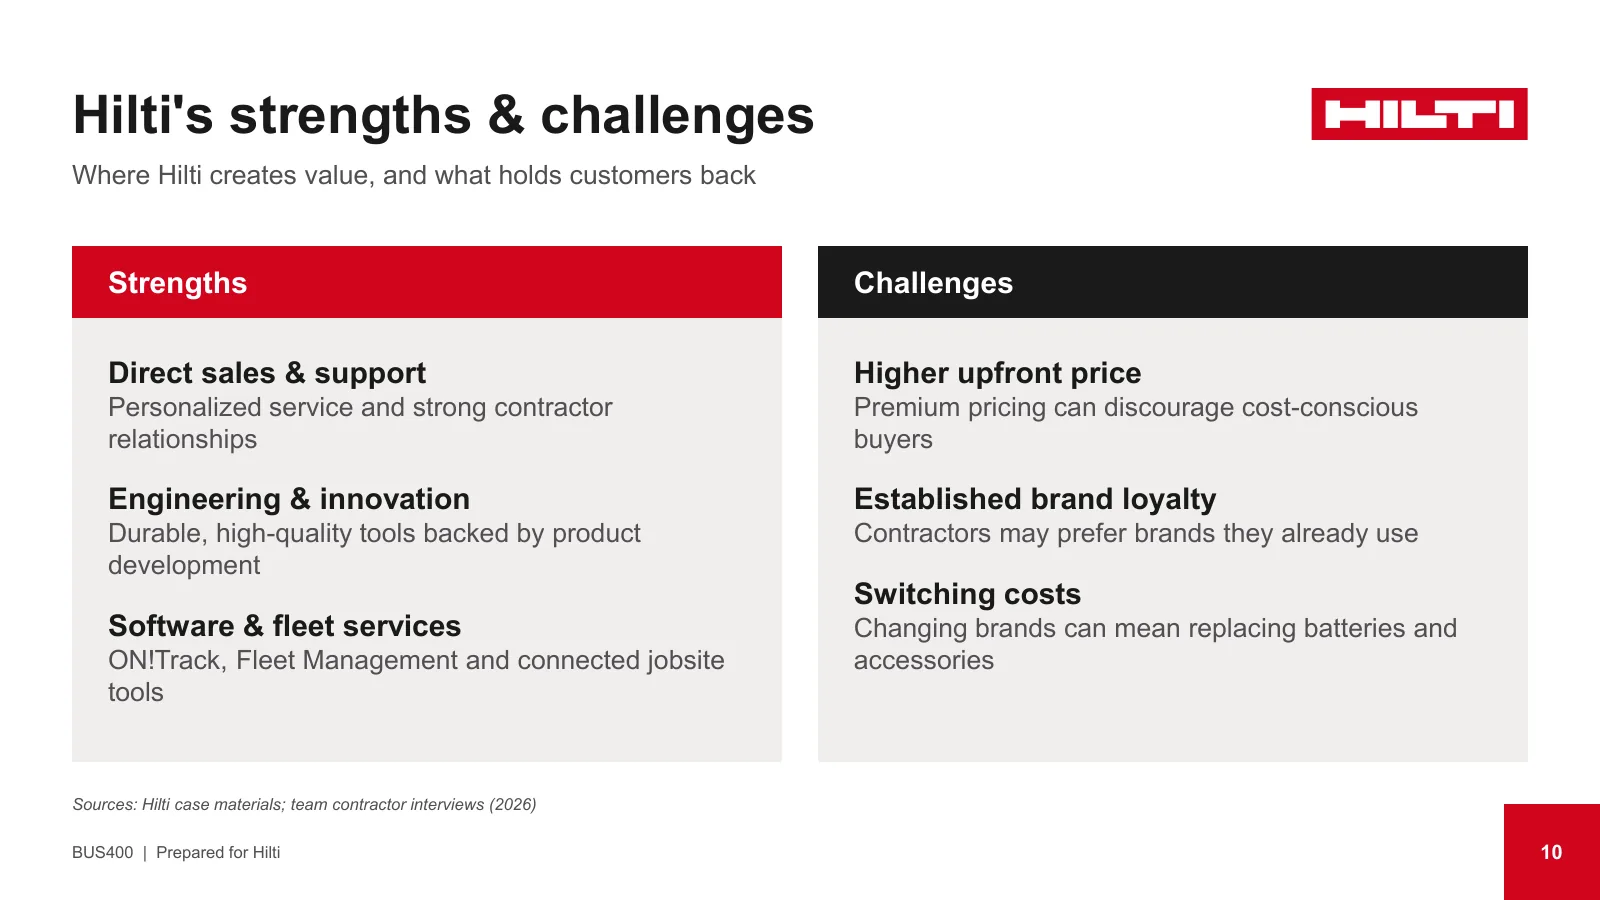 Hilti's strengths & challenges
HILTI
Where Hilti creates value, and what holds customers back
Strengths
Direct sales & support
Personalized service and strong contractor
relationships
Engineering & innovation
Durable, high-quality tools backed by product
development
Software & fleet services
ON!Track, Fleet Management and connected jobsite
tools
Challenges
Higher upfront price
Premium pricing can discourage cost-conscious
buyers
Established brand loyalty
Contractors may prefer brands they already use
Switching costs
Changing brands can mean replacing batteries and
accessories
Sources: Hilti case materials; team contractor interviews (2026)
BUS400 | Prepared for Hilti
10